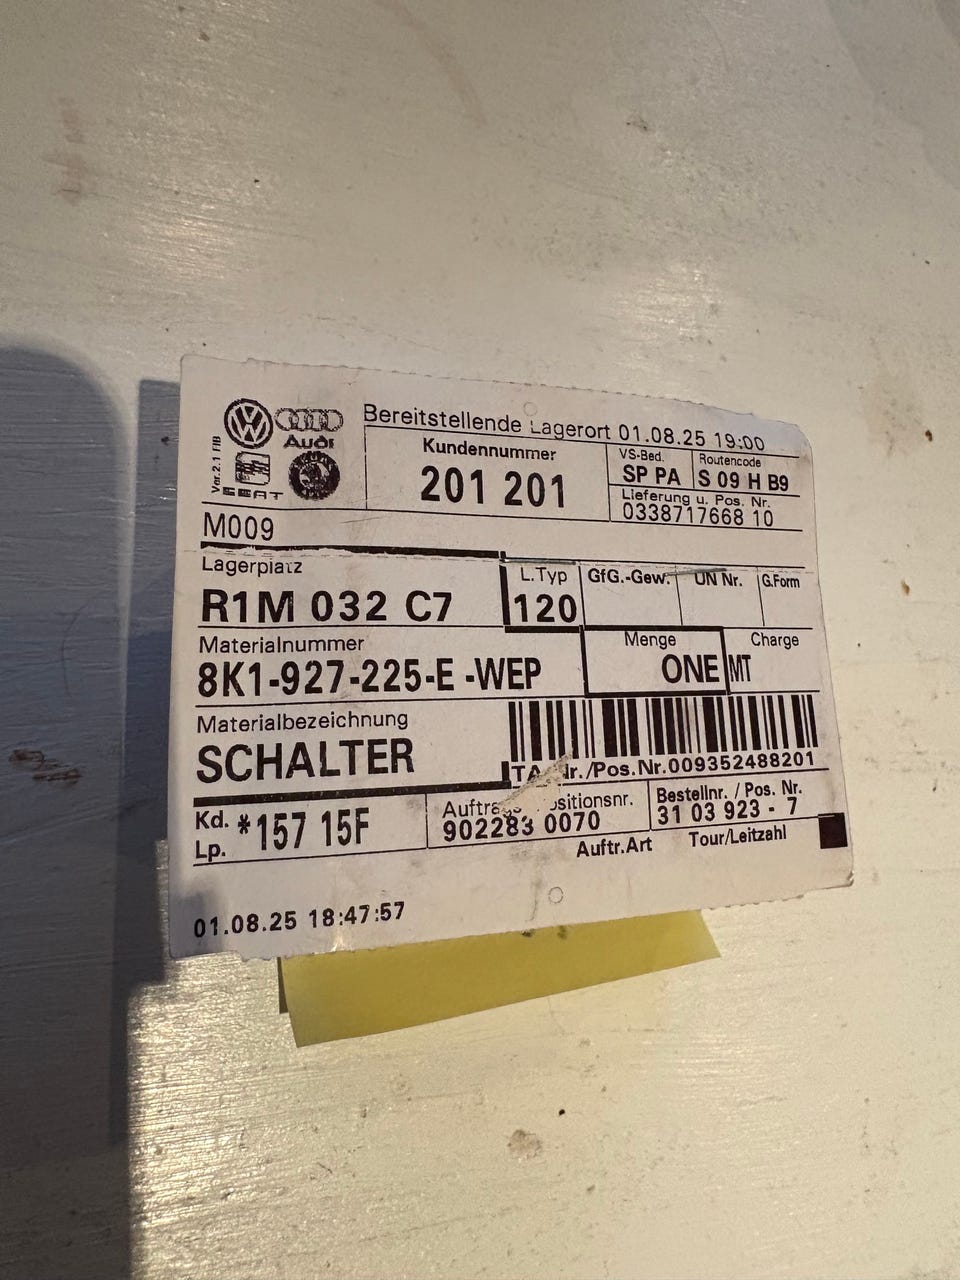 Bereitstellende Lagerort 01.08.25 19:00
Ver.2.1 FIB
Audi
SEAT
Kundennummer
201 201
VS-Bed.
SP PA
Routencode
S 09 H B9
Lieferung u. Pos. Nr.
0338717668 10
M009
Lagerplatz
R1M 032 C7
L.Typ
120
GfG.-Gew.
UN Nr.
G.Form
Materialnummer
8K1-927-225-E -WEP
Menge
ONE
Charge
MT
Materialbezeichnung
SCHALTER
/Pos.Nr.009352488201
Kd. *157 15F
Lp.
902283 0070
Bestellnr. / Pos. Nr.
31 03 923 - 7
Auftr.Art
Tour/Leitzahl
01.08.25 18:47:57